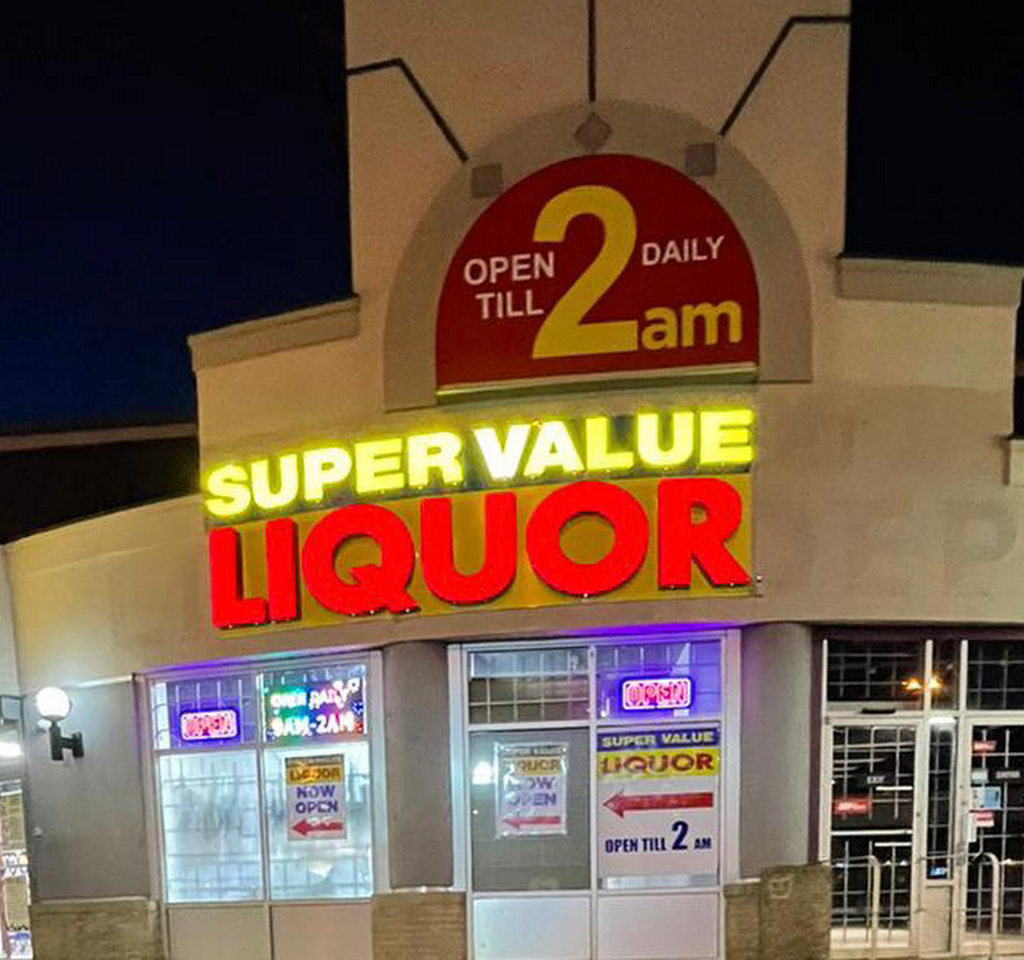 OPEN
TILL
2
DAILY
am
SUPER VALUE
LIQUOR
OPEN
OPEN DAILY
9AM-2AM
LIQUOR
NOW
OPEN
LIQUOR
NOW
OPEN
OPEN
SUPER VALUE
LIQUOR
OPEN TILL 2 AM